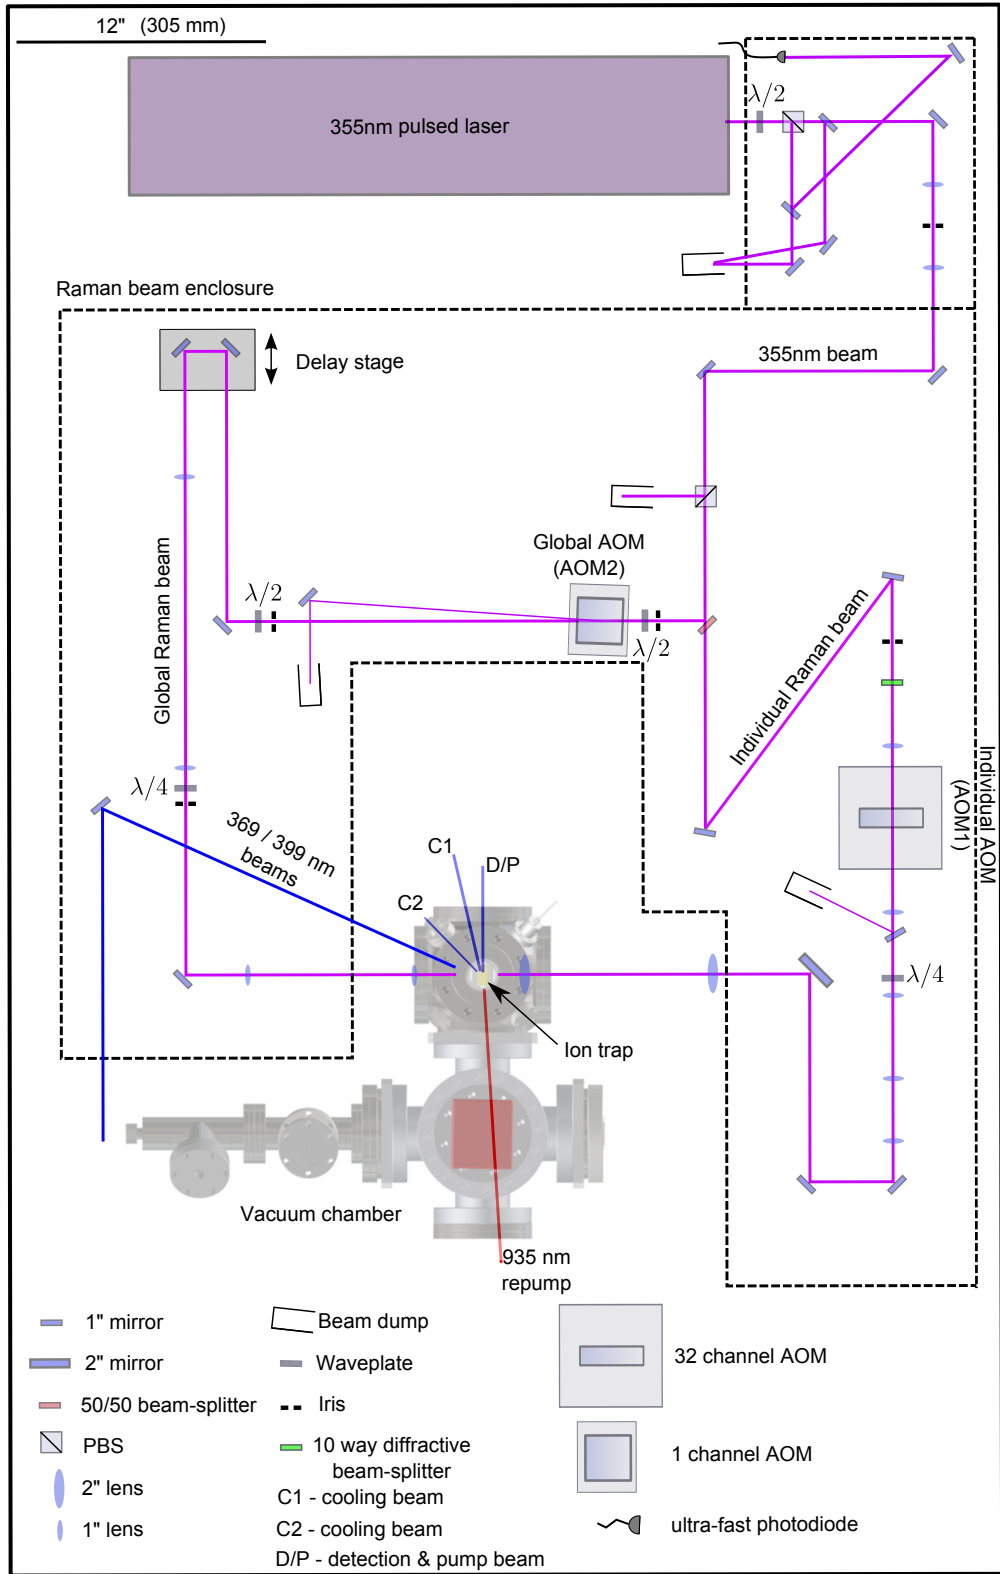 12" (305 mm)
355nm pulsed laser
λ/2
Raman beam enclosure
Delay stage
355nm beam
Global AOM
(AOM2)
λ/2
λ/2
Global Raman beam
Individual Raman beam
Individual AOM
(AOM1)
λ/4
369 / 399 nm
beams
C1
D/P
C2
λ/4
Ion trap
Vacuum chamber
935 nm
repump
1" mirror
2" mirror
50/50 beam-splitter
PBS
2" lens
1" lens
Beam dump
Waveplate
Iris
10 way diffractive
beam-splitter
C1 - cooling beam
C2 - cooling beam
D/P - detection & pump beam
32 channel AOM
1 channel AOM
ultra-fast photodiode